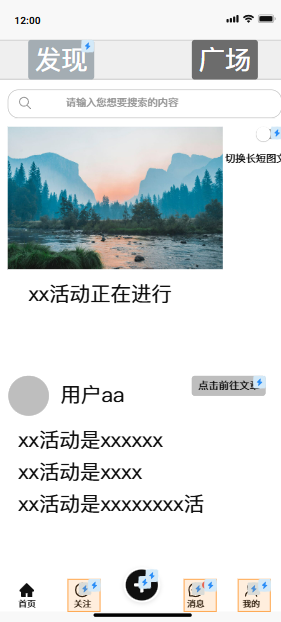 12:00
发现 广场
请输入您想要搜索的内容
切换长短图文
xx活动正在进行
用户aa
点击前往文章
xx活动是xxxxxx
xx活动是xxxx
xx活动是xxxxxxxx活
首页 关注 消息 我的